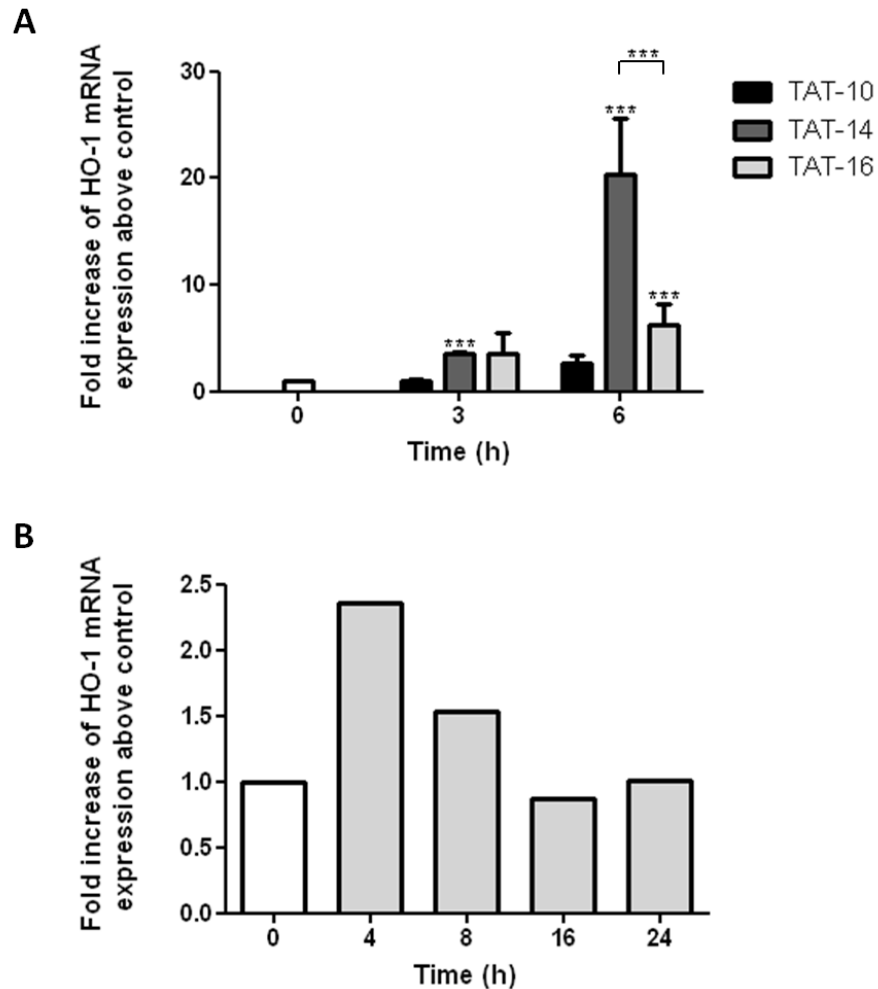 A
Fold increase of HO-1 mRNA
expression above control
30
20
10
0
***
***
***
***
0
3
6
Time (h)
TAT-10
TAT-14
TAT-16
B
Fold increase of HO-1 mRNA
expression above control
2.5
2.0
1.5
1.0
0.5
0.0
0
4
8
16
24
Time (h)